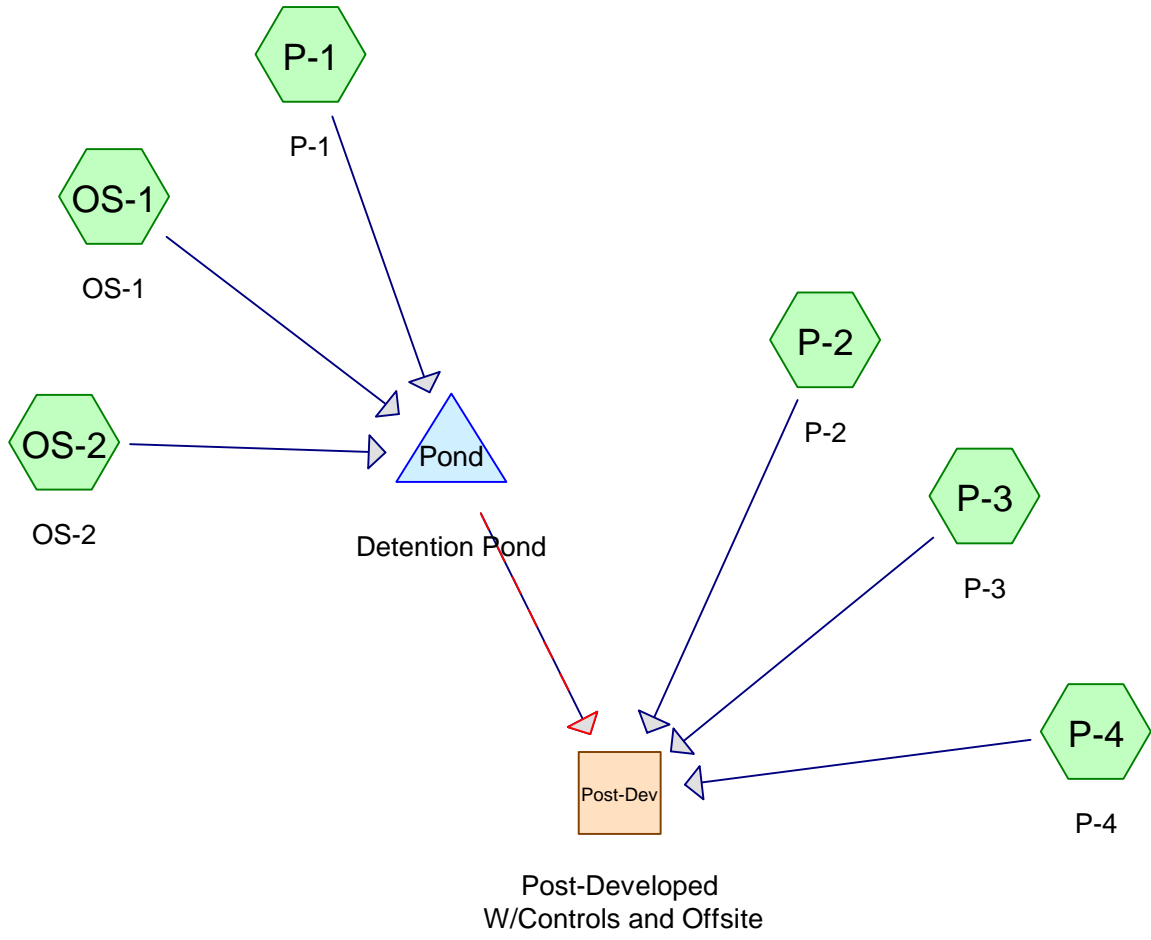 P-1
P-1
OS-1
OS-1
P-2
P-2
OS-2
OS-2
Pond
Detention Pond
P-3
P-3
P-4
P-4
Post-Dev
Post-Developed
W/Controls and Offsite